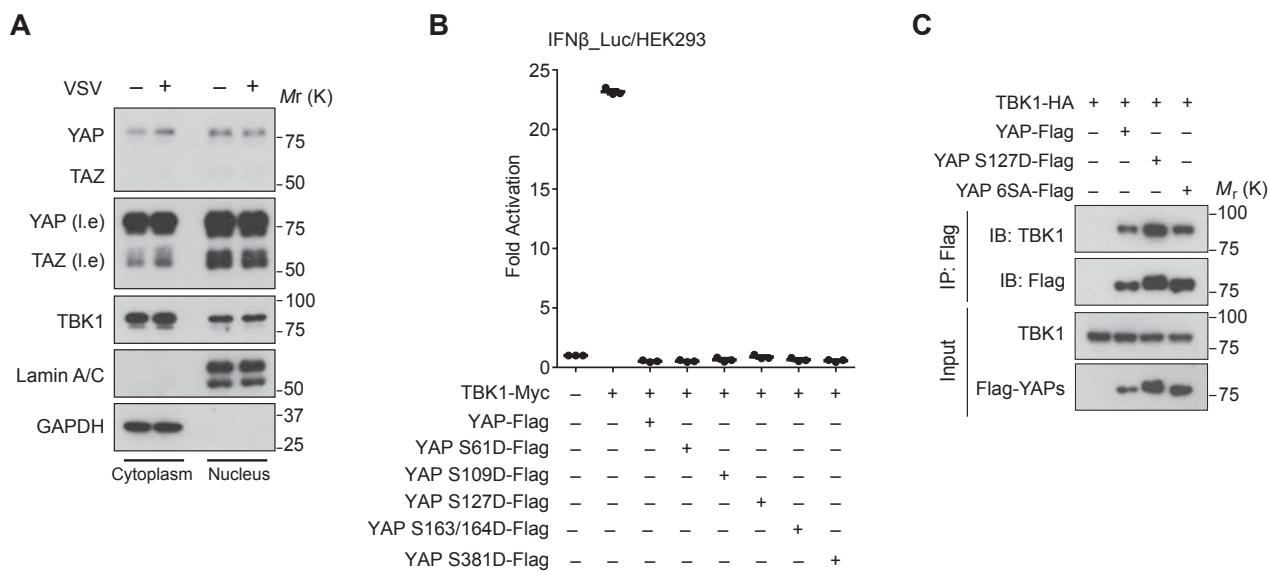 A
VSV – + – + Mr (K)
YAP
-75
TAZ
-50
YAP (l.e)
-75
TAZ (l.e)
-50
-100
TBK1
-75
Lamin A/C
-50
-37
GAPDH
-25
Cytoplasm Nucleus
B
IFNβ_Luc/HEK293
Fold Activation
25
20
15
10
5
0
TBK1-Myc – + + + + + + +
YAP-Flag – – + – – – – –
YAP S61D-Flag – – – + – – – –
YAP S109D-Flag – – – – + – – –
YAP S127D-Flag – – – – – + – –
YAP S163/164D-Flag – – – – – – + –
YAP S381D-Flag – – – – – – – +
C
TBK1-HA + + + +
YAP-Flag – + – –
YAP S127D-Flag – – + –
YAP 6SA-Flag – – – + Mr (K)
IP: Flag
-100
IB: TBK1
-75
IB: Flag
-75
Input
-100
TBK1
-75
Flag-YAPs
-75